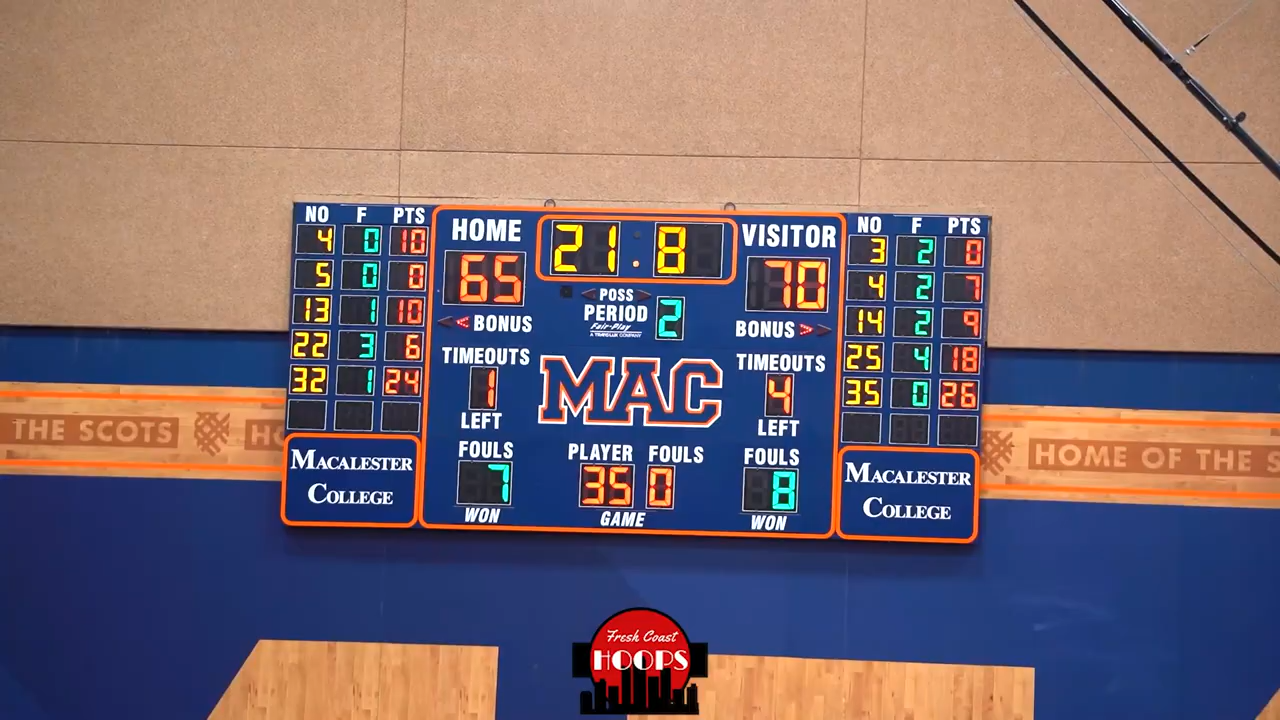 NO F PTS
4 0 10
5 0 0
13 1 10
22 3 6
32 1 24
MACALESTER
COLLEGE
HOME
65
21.8
VISITOR
70
POSS
PERIOD 2
Fair-Play
A TRANS-LUX COMPANY
BONUS
BONUS
TIMEOUTS
1
LEFT
MAC
TIMEOUTS
4
LEFT
FOULS
7
WON
PLAYER FOULS
35 0
GAME
FOULS
8
WON
NO F PTS
3 2 0
4 2 7
14 2 9
25 4 18
35 0 26
MACALESTER
COLLEGE
THE SCOTS
HO
HOME OF THE S
Fresh Coast
HOOPS